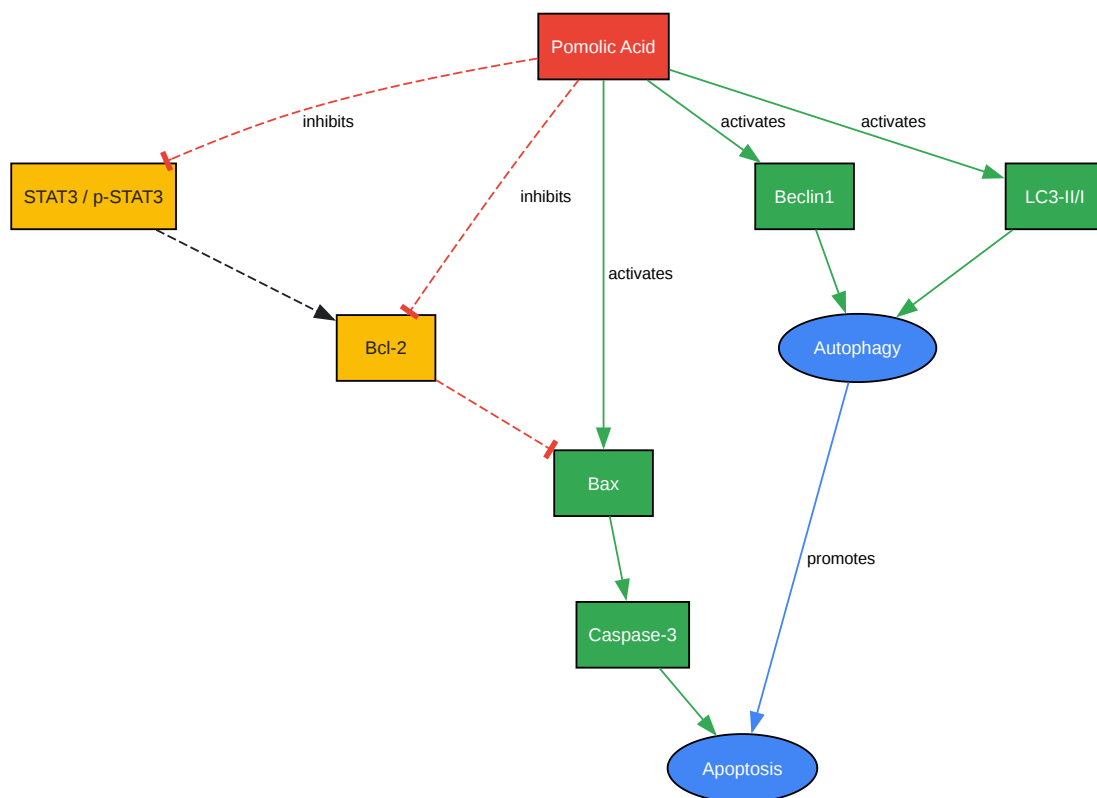 Pomolic Acid
inhibits
activates
activates
STAT3 / p-STAT3
inhibits
Beclin1
LC3-II/I
activates
Bcl-2
Autophagy
Bax
promotes
Caspase-3
Apoptosis